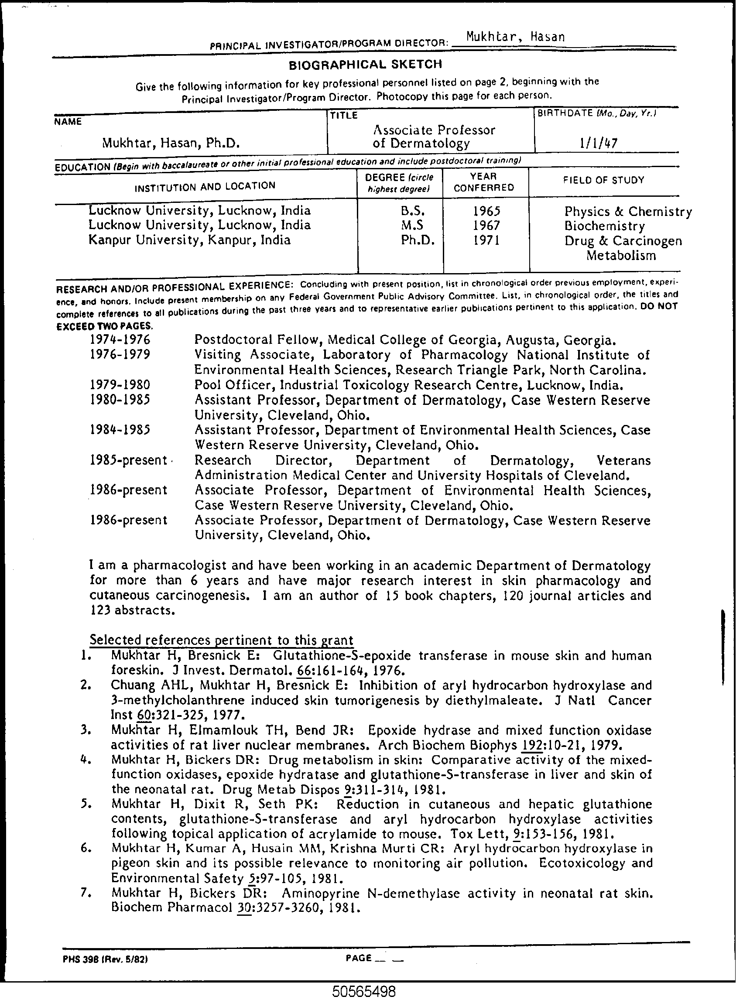 PRINCIPAL INVESTIGATOR/PROGRAM DIRECTOR: Mukhtar, Hasan
BIOGRAPHICAL SKETCH
Give the following information for key professional personnel listed on page 2, beginning with the
Principal Investigator/Program Director. Photocopy this page for each person.
NAME TITLE BIRTHDATE (Mo., Day, Yr.)
Mukhtar, Hasan, Ph.D. Associate Professor
of Dermatology 1/1/47
EDUCATION (Begin with baccalaureate or other initial professional education and include postdoctoral training)
INSTITUTION AND LOCATION DEGREE (circle highest degree) YEAR CONFERRED FIELD OF STUDY
Lucknow University, Lucknow, India B.S. 1965 Physics & Chemistry
Lucknow University, Lucknow, India M.S 1967 Biochemistry
Kanpur University, Kanpur, India Ph.D. 1971 Drug & Carcinogen
Metabolism
RESEARCH AND/OR PROFESSIONAL EXPERIENCE: Concluding with present position, list in chronological order previous employment, experi-
ence, and honors. Include present membership on any Federal Government Public Advisory Committee. List, in chronological order, the titles and
complete references to all publications during the past three years and to representative earlier publications pertinent to this application. DO NOT
EXCEED TWO PAGES.
1974-1976 Postdoctoral Fellow, Medical College of Georgia, Augusta, Georgia.
1976-1979 Visiting Associate, Laboratory of Pharmacology National Institute of
Environmental Health Sciences, Research Triangle Park, North Carolina.
1979-1980 Pool Officer, Industrial Toxicology Research Centre, Lucknow, India.
1980-1985 Assistant Professor, Department of Dermatology, Case Western Reserve
University, Cleveland, Ohio.
1984-1985 Assistant Professor, Department of Environmental Health Sciences, Case
Western Reserve University, Cleveland, Ohio.
1985-present Research Director, Department of Dermatology, Veterans
Administration Medical Center and University Hospitals of Cleveland.
1986-present Associate Professor, Department of Environmental Health Sciences,
Case Western Reserve University, Cleveland, Ohio.
1986-present Associate Professor, Department of Dermatology, Case Western Reserve
University, Cleveland, Ohio.
I am a pharmacologist and have been working in an academic Department of Dermatology
for more than 6 years and have major research interest in skin pharmacology and
cutaneous carcinogenesis. I am an author of 15 book chapters, 120 journal articles and
123 abstracts.
Selected references pertinent to this grant
1. Mukhtar H, Bresnick E: Glutathione-S-epoxide transferase in mouse skin and human
foreskin. J Invest. Dermatol. 66:161-164, 1976.
2. Chuang AHL, Mukhtar H, Bresnick E: Inhibition of aryl hydrocarbon hydroxylase and
3-methylcholanthrene induced skin tumorigenesis by diethylmaleate. J Natl Cancer
Inst 60:321-325, 1977.
3. Mukhtar H, Elmamlouk TH, Bend JR: Epoxide hydrase and mixed function oxidase
activities of rat liver nuclear membranes. Arch Biochem Biophys 192:10-21, 1979.
4. Mukhtar H, Bickers DR: Drug metabolism in skin: Comparative activity of the mixed-
function oxidases, epoxide hydratase and glutathione-S-transferase in liver and skin of
the neonatal rat. Drug Metab Dispos 9:311-314, 1981.
5. Mukhtar H, Dixit R, Seth PK: Reduction in cutaneous and hepatic glutathione
contents, glutathione-S-transferase and aryl hydrocarbon hydroxylase activities
following topical application of acrylamide to mouse. Tox Lett, 9:153-156, 1981.
6. Mukhtar H, Kumar A, Husain MM, Krishna Murti CR: Aryl hydrocarbon hydroxylase in
pigeon skin and its possible relevance to monitoring air pollution. Ecotoxicology and
Environmental Safety 5:97-105, 1981.
7. Mukhtar H, Bickers DR: Aminopyrine N-demethylase activity in neonatal rat skin.
Biochem Pharmacol 30:3257-3260, 1981.
PHS 398 (Rev. 5/82) PAGE
50565498